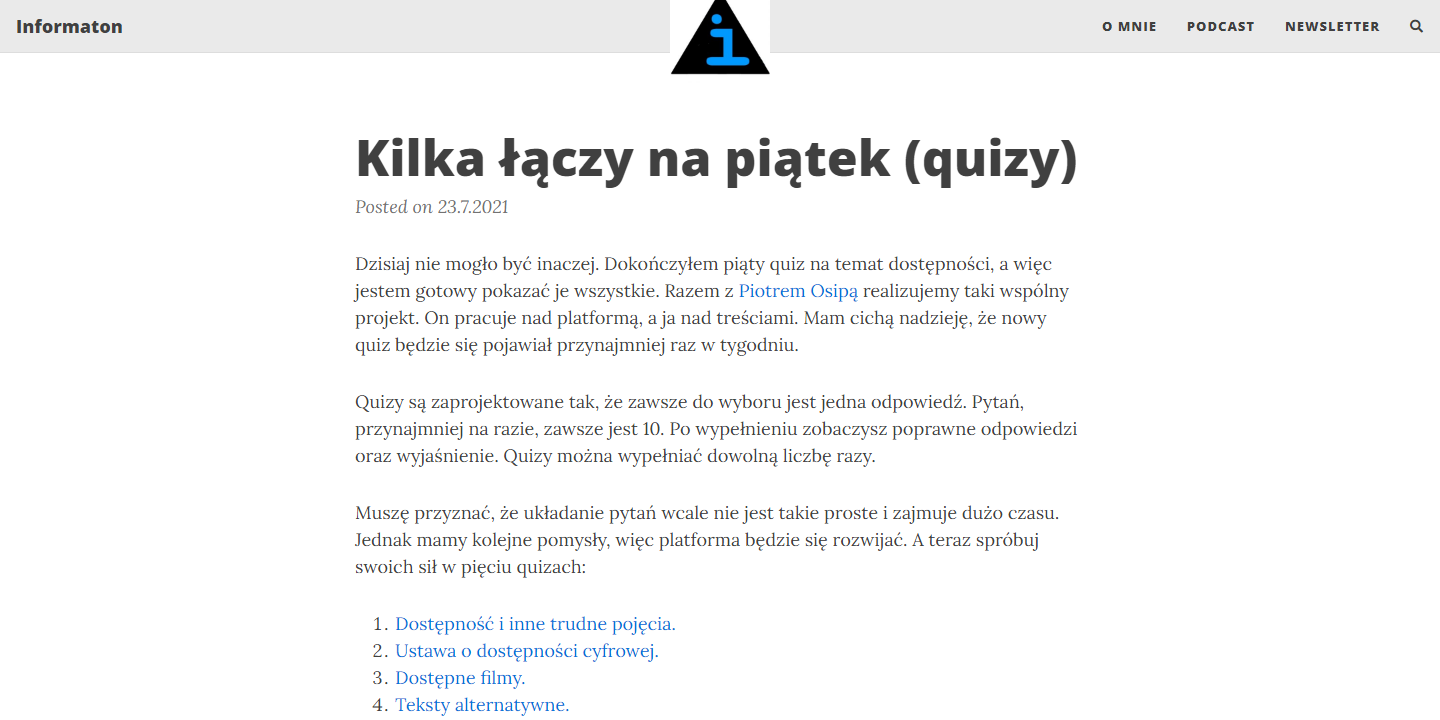 Informaton
i
O MNIE
PODCAST
NEWSLETTER
Kilka łączy na piątek (quizy)
Posted on 23.7.2021
Dzisiaj nie mogło być inaczej. Dokończyłem piąty quiz na temat dostępności, a więc
jestem gotowy pokazać je wszystkie. Razem z Piotrem Osipą realizujemy taki wspólny
projekt. On pracuje nad platformą, a ja nad treściami. Mam cichą nadzieję, że nowy
quiz będzie się pojawiał przynajmniej raz w tygodniu.
Quizy są zaprojektowane tak, że zawsze do wyboru jest jedna odpowiedź. Pytań,
przynajmniej na razie, zawsze jest 10. Po wypełnieniu zobaczysz poprawne odpowiedzi
oraz wyjaśnienie. Quizy można wypełniać dowolną liczbę razy.
Muszę przyznać, że układanie pytań wcale nie jest takie proste i zajmuje dużo czasu.
Jednak mamy kolejne pomysły, więc platforma będzie się rozwijać. A teraz spróbuj
swoich sił w pięciu quizach:
1. Dostępność i inne trudne pojęcia.
2. Ustawa o dostępności cyfrowej.
3. Dostępne filmy.
4. Teksty alternatywne.